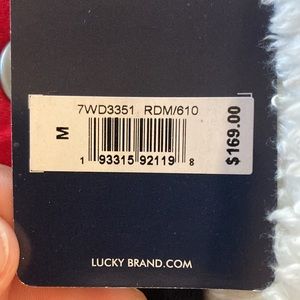 7WD3351 RDM/610
M
1 93315 92119 8
$169.00
LUCKY BRAND.COM